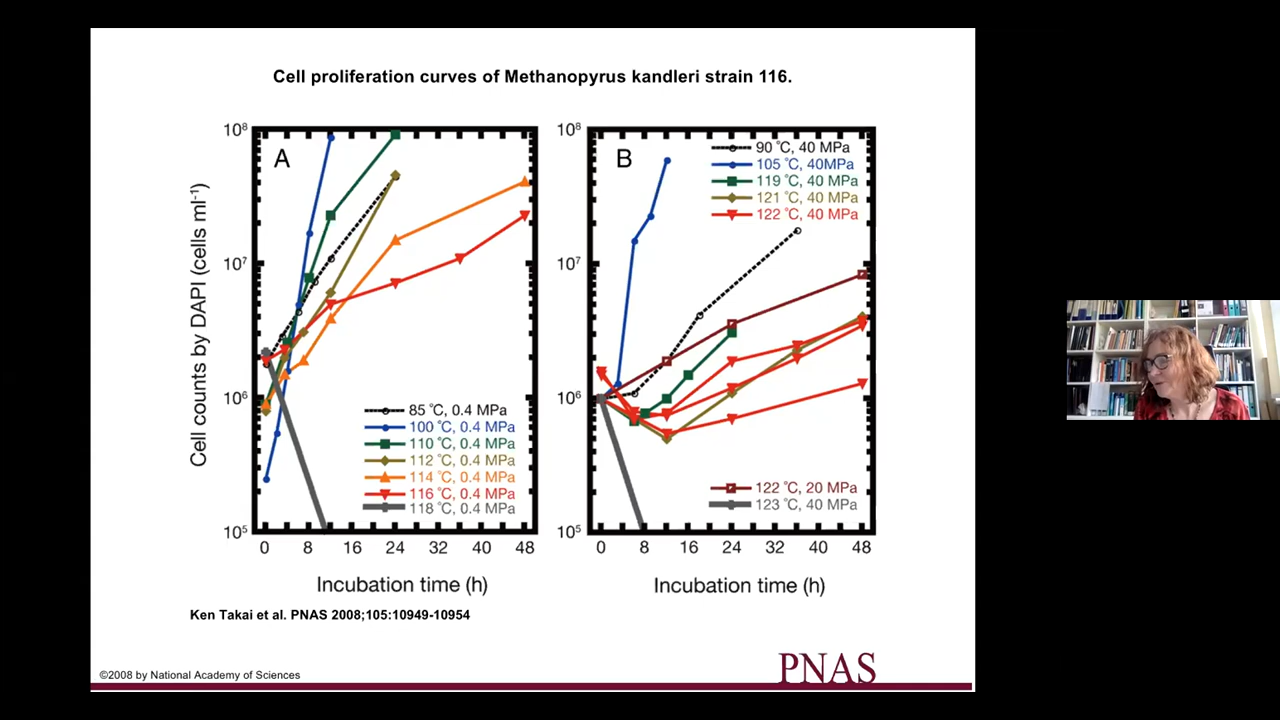 Cell proliferation curves of Methanopyrus kandleri strain 116.
A
10⁸
10⁷
10⁶
10⁵
Cell counts by DAPI (cells ml⁻¹)
85 °C, 0.4 MPa
100 °C, 0.4 MPa
110 °C, 0.4 MPa
112 °C, 0.4 MPa
114 °C, 0.4 MPa
116 °C, 0.4 MPa
118 °C, 0.4 MPa
0 8 16 24 32 40 48
Incubation time (h)
B
10⁸
10⁷
10⁶
10⁵
90 °C, 40 MPa
105 °C, 40MPa
119 °C, 40 MPa
121 °C, 40 MPa
122 °C, 40 MPa
122 °C, 20 MPa
123 °C, 40 MPa
0 8 16 24 32 40 48
Incubation time (h)
Ken Takai et al. PNAS 2008;105:10949-10954
©2008 by National Academy of Sciences
PNAS